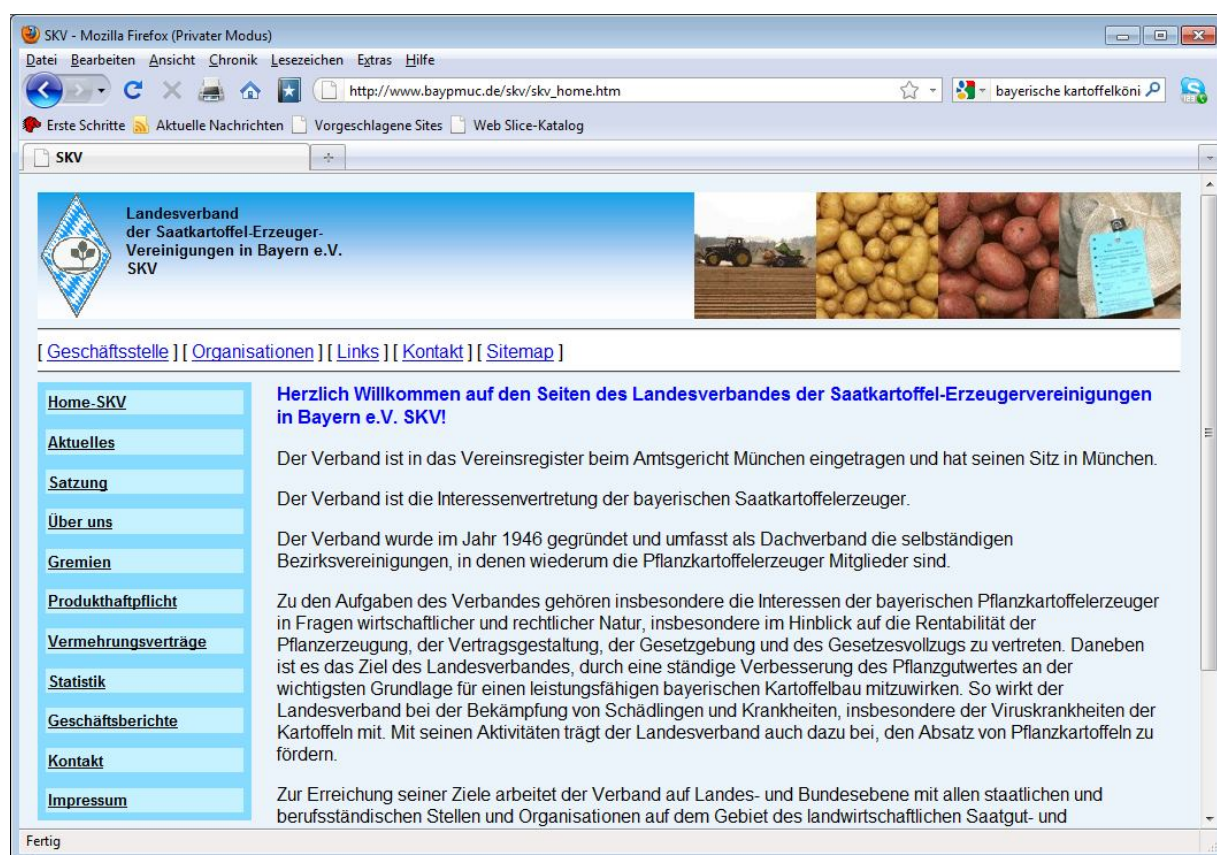 SKV - Mozilla Firefox (Privater Modus)
Datei Bearbeiten Ansicht Chronik Lesezeichen Extras Hilfe
http://www.baypmuc.de/skv/skv_home.htm
bayerische kartoffelköni
Erste Schritte Aktuelle Nachrichten Vorgeschlagene Sites Web Slice-Katalog
SKV
Landesverband
der Saatkartoffel-Erzeuger-
Vereinigungen in Bayern e.V.
SKV
[ Geschäftsstelle ] [ Organisationen ] [ Links ] [ Kontakt ] [ Sitemap ]
Home-SKV
Aktuelles
Satzung
Über uns
Gremien
Produkthaftpflicht
Vermehrungsverträge
Statistik
Geschäftsberichte
Kontakt
Impressum
Herzlich Willkommen auf den Seiten des Landesverbandes der Saatkartoffel-Erzeugervereinigungen
in Bayern e.V. SKV!
Der Verband ist in das Vereinsregister beim Amtsgericht München eingetragen und hat seinen Sitz in München.
Der Verband ist die Interessenvertretung der bayerischen Saatkartoffelerzeuger.
Der Verband wurde im Jahr 1946 gegründet und umfasst als Dachverband die selbständigen
Bezirksvereinigungen, in denen wiederum die Pflanzkartoffelerzeuger Mitglieder sind.
Zu den Aufgaben des Verbandes gehören insbesondere die Interessen der bayerischen Pflanzkartoffelerzeuger
in Fragen wirtschaftlicher und rechtlicher Natur, insbesondere im Hinblick auf die Rentabilität der
Pflanzerzeugung, der Vertragsgestaltung, der Gesetzgebung und des Gesetzesvollzugs zu vertreten. Daneben
ist es das Ziel des Landesverbandes, durch eine ständige Verbesserung des Pflanzgutwertes an der
wichtigsten Grundlage für einen leistungsfähigen bayerischen Kartoffelbau mitzuwirken. So wirkt der
Landesverband bei der Bekämpfung von Schädlingen und Krankheiten, insbesondere der Viruskrankheiten der
Kartoffeln mit. Mit seinen Aktivitäten trägt der Landesverband auch dazu bei, den Absatz von Pflanzkartoffeln zu
fördern.
Zur Erreichung seiner Ziele arbeitet der Verband auf Landes- und Bundesebene mit allen staatlichen und
berufsständischen Stellen und Organisationen auf dem Gebiet des landwirtschaftlichen Saatgut- und
Fertig